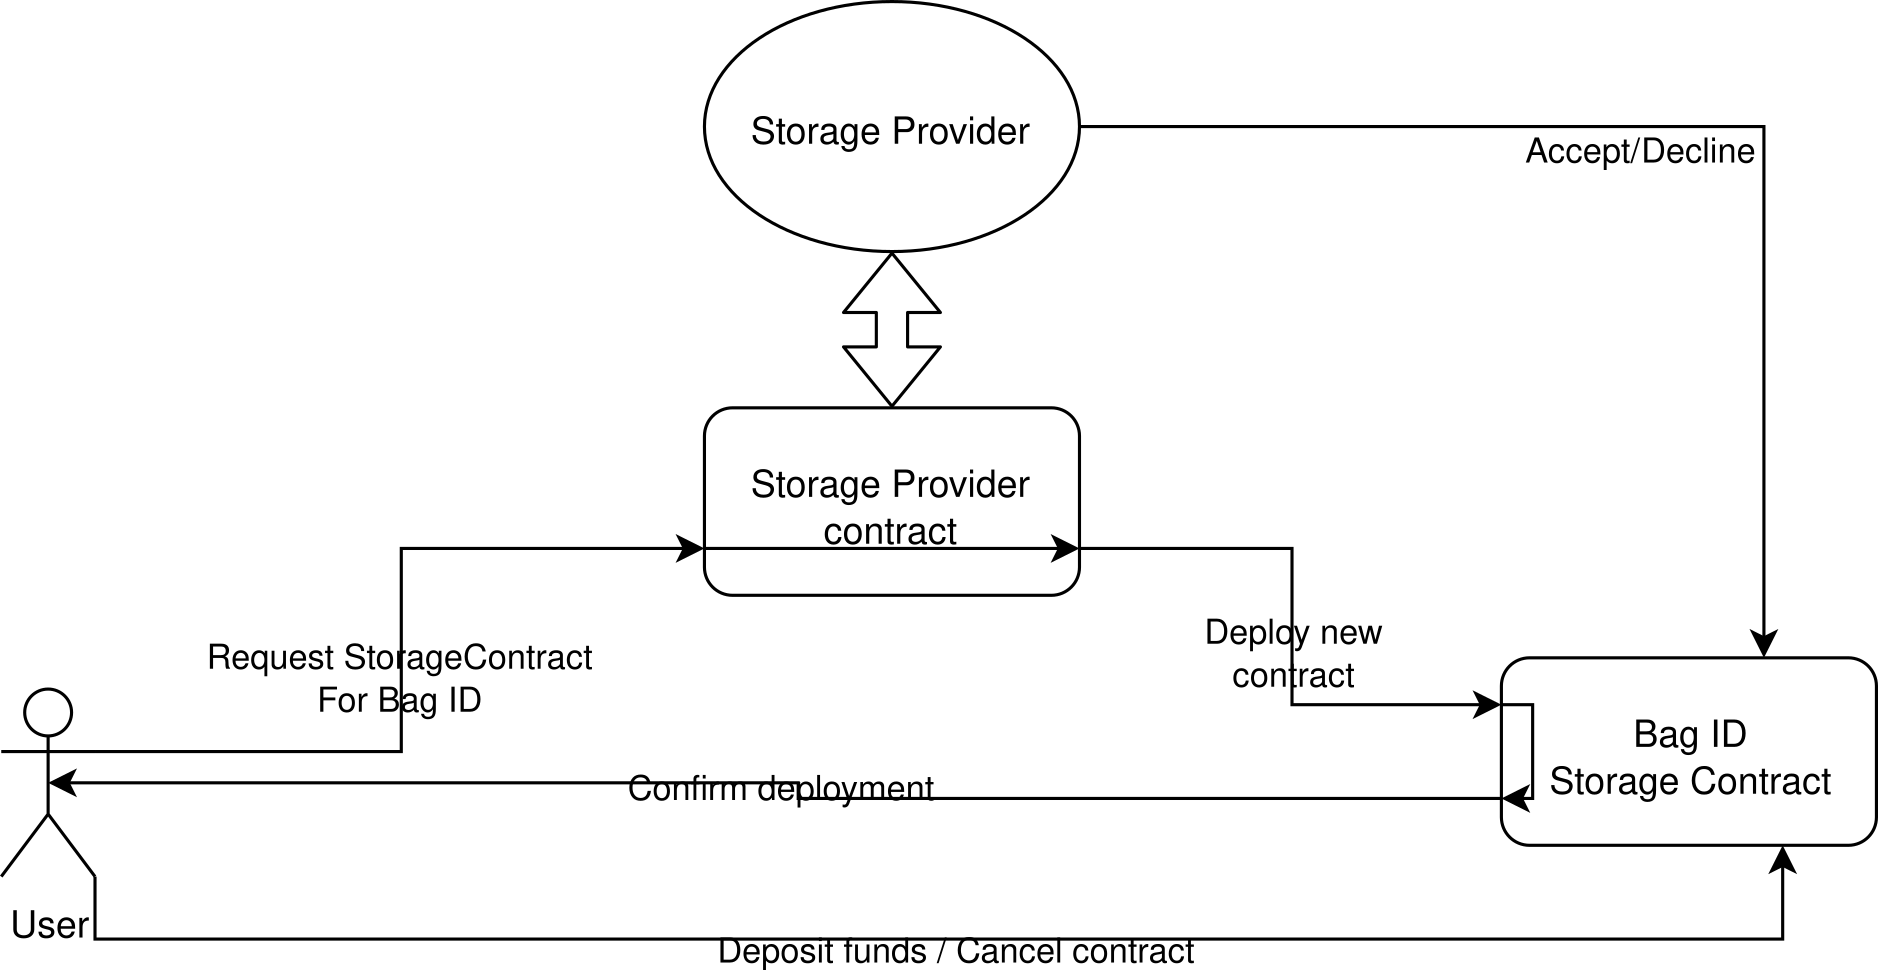 Storage Provider
Accept/Decline
Storage Provider
contract
Request StorageContract
For Bag ID
Deploy new
contract
Bag ID
Storage Contract
Confirm deployment
User
Deposit funds / Cancel contract